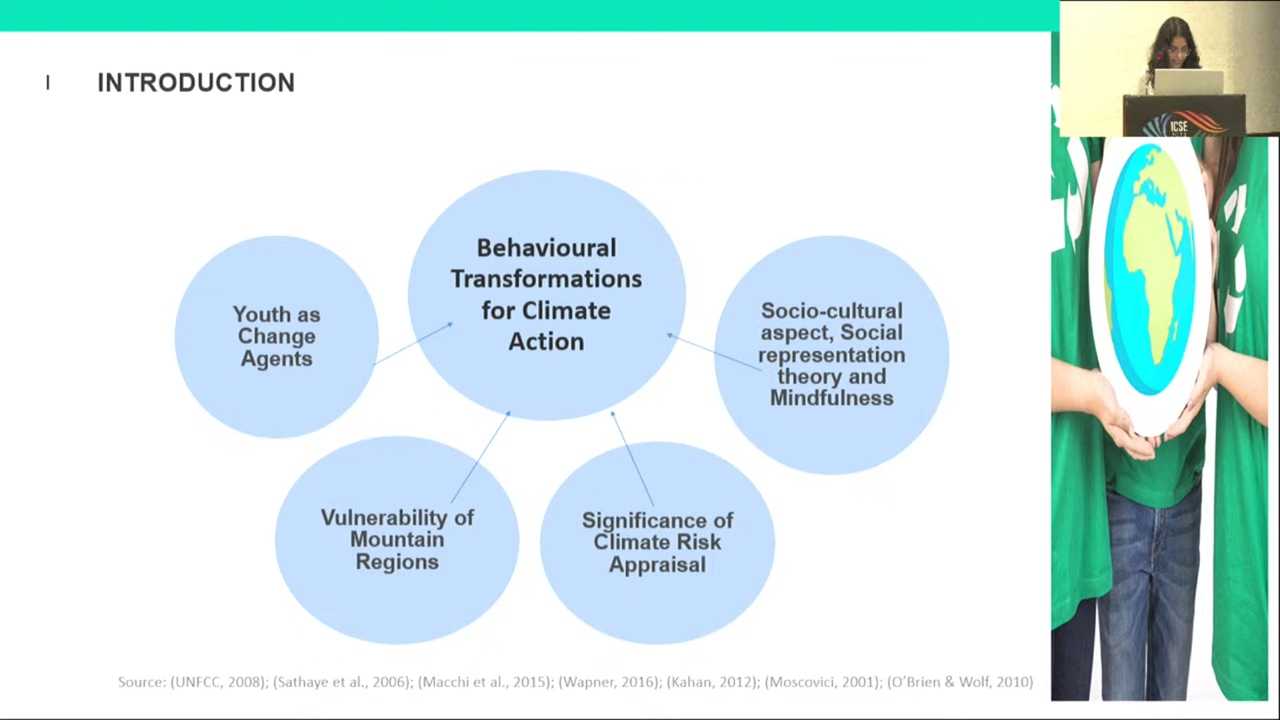 I INTRODUCTION
Behavioural
Transformations
for Climate
Action
Youth as
Change
Agents
Socio-cultural
aspect, Social
representation
theory and
Mindfulness
Vulnerability of
Mountain
Regions
Significance of
Climate Risk
Appraisal
Source: (UNFCC, 2008); (Sathaye et al., 2006); (Macchi et al., 2015); (Wapner, 2016); (Kahan, 2012); (Moscovici, 2001); (O'Brien & Wolf, 2010)
ICSE